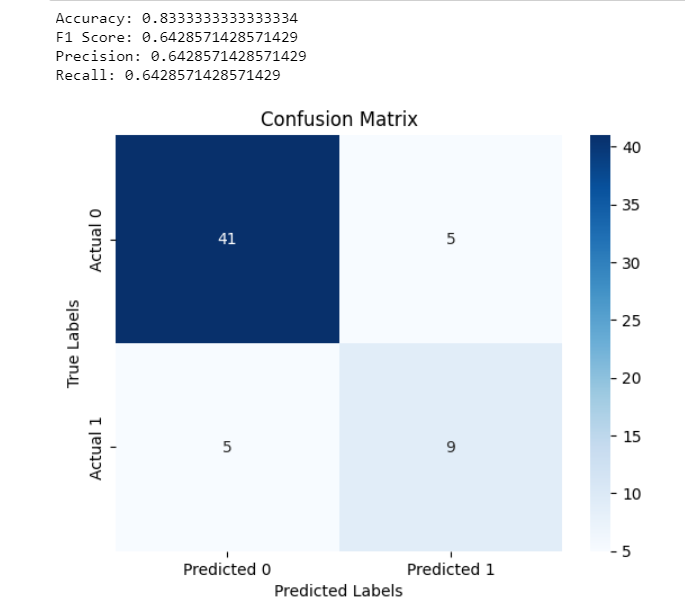 Accuracy: 0.8333333333333334
F1 Score: 0.6428571428571429
Precision: 0.6428571428571429
Recall: 0.6428571428571429
Confusion Matrix
True Labels
Actual 0
41
5
Actual 1
5
9
Predicted 0
Predicted 1
Predicted Labels
40
35
30
25
20
15
10
5